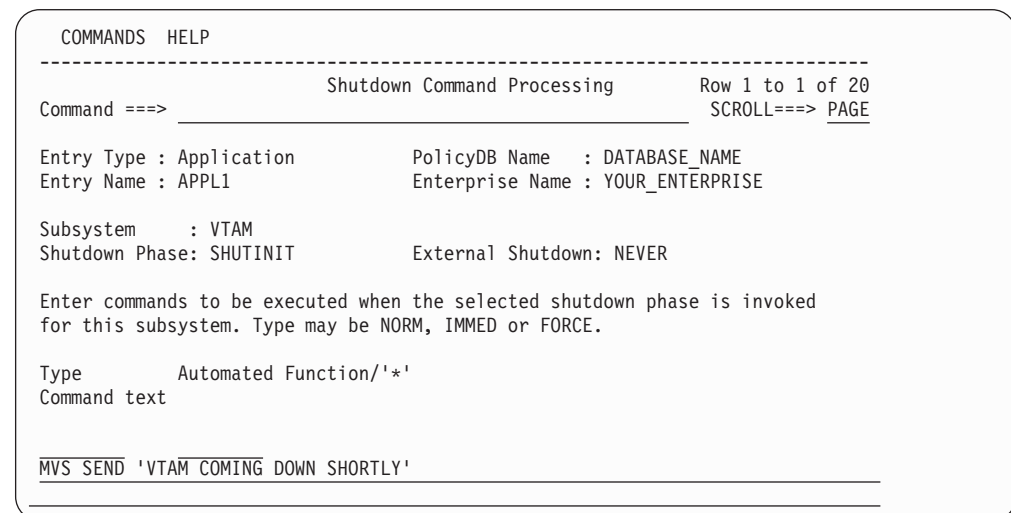 COMMANDS HELP
-------------------------------------------------------------------------------
Shutdown Command Processing Row 1 to 1 of 20
Command ===> SCROLL===> PAGE
Entry Type : Application PolicyDB Name : DATABASE_NAME
Entry Name : APPL1 Enterprise Name : YOUR_ENTERPRISE
Subsystem : VTAM
Shutdown Phase: SHUTINIT External Shutdown: NEVER
Enter commands to be executed when the selected shutdown phase is invoked
for this subsystem. Type may be NORM, IMMED or FORCE.
Type Automated Function/'*'
Command text
MVS SEND 'VTAM COMING DOWN SHORTLY'